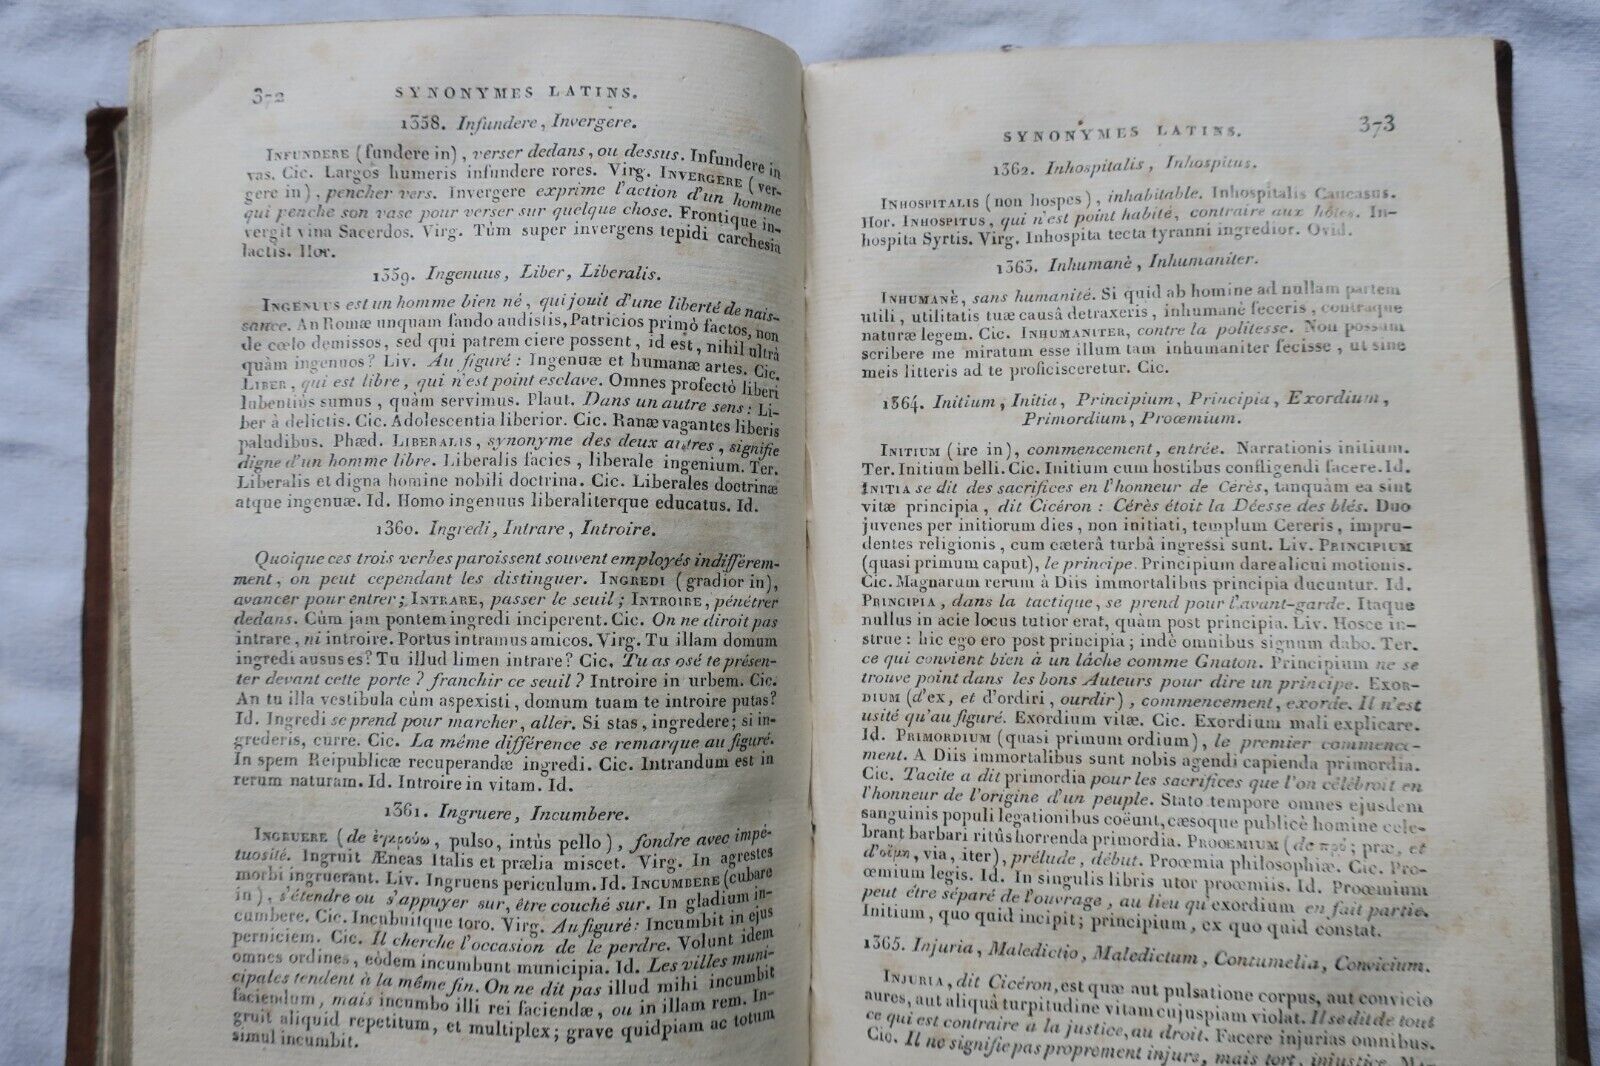 372
SYNONYMES LATINS.
1358. Infundere, Invergere.
INFUNDERE (fundere in), verser dedans, ou dessus. Infundere in
vas. Cic. Largos humeris infundere rores. Virg. INVERGERE (ver-
gere in), pencher vers. Invergere exprime l'action d'un homme
qui penche son vase pour verser sur quelque chose. Frontique in-
vergit vina Sacerdos. Virg. Tùm super invergens tepidi carchesia
lactis. Hor.
1359. Ingenuus, Liber, Liberalis.
INGENUUS est un homme bien né, qui jouit d'une liberté de nais-
sance. An Romæ unquam fando audistis, Patricios primò factos, non
de cœlo demissos, sed qui patrem ciere possent, id est, nihil ultrà
quàm ingenuos? Liv. Au figuré: Ingenuæ et humanæ artes. Cic.
LIBER, qui est libre, qui n'est point esclave. Omnes profectò liberi
lubentiùs sumus, quàm servimus. Plaut. Dans un autre sens: Li-
ber à delictis. Cic. Adolescentia liberior. Cic. Ranæ vagantes liberis
paludibus. Phæd. LIBERALIS, synonyme des deux autres, signifie
digne d'un homme libre. Liberalis facies, liberale ingenium. Ter.
Liberalis et digna homine nobili doctrina. Cic. Liberales doctrinæ
atque ingenuæ. Id. Homo ingenuus liberaliterque educatus. Id.
1360. Ingredi, Intrare, Introire.
Quoique ces trois verbes paroissent souvent employés indifférem-
ment, on peut cependant les distinguer. INGREDI (gradior in),
avancer pour entrer; INTRARE, passer le seuil; INTROIRE, pénétrer
dedans. Cùm jam pontem ingredi inciperent. Cic. On ne diroit pas
intrare, ni introire. Portus intramus amicos. Virg. Tu illam domum
ingredi ausus es? Tu illud limen intrare? Cic. Tu as osé te présen-
ter devant cette porte? franchir ce seuil? Introire in urbem. Cic.
An tu illa vestibula cùm aspexisti, domum tuam te introire putas?
Id. Ingredi se prend pour marcher, aller. Si stas, ingredere; si in-
grederis, curre. Cic. La même différence se remarque au figuré.
In spem Reipublicæ recuperandæ ingredi. Cic. Intrandum est in
rerum naturam. Id. Introire in vitam. Id.
1361. Ingruere, Incumbere.
INGRUERE (de ἐγκρούω, pulso, intùs pello), fondre avec impé-
tuosité. Ingruit Æneas Italis et prælia miscet. Virg. In agrestes
morbi ingruerant. Liv. Ingruens periculum. Id. INCUMBERE (cubare
in), s'étendre ou s'appuyer sur, être couché sur. In gladium in-
cumbere. Cic. Incubuitque toro. Virg. Au figuré: Incumbit in ejus
perniciem. Cic. Il cherche l'occasion de le perdre. Volunt idem
omnes ordines, eòdem incumbunt municipia. Id. Les villes muni-
cipales tendent à la même fin. On ne dit pas illud mihi incumbit
faciendum, mais incumbo illi rei faciendæ, ou in illam rem. In-
gruit aliquid repetitum, et multiplex; grave quidpiam ac totum
simul incumbit.
SYNONYMES LATINS.
373
1362. Inhospitalis, Inhospitus.
INHOSPITALIS (non hospes), inhabitable. Inhospitalis Caucasus.
Hor. INHOSPITUS, qui n'est point habité, contraire aux hôtes. In-
hospita Syrtis. Virg. Inhospita tecta tyranni ingredior. Ovid.
1363. Inhumanè, Inhumaniter.
INHUMANÈ, sans humanité. Si quid ab homine ad nullam partem
utili, utilitatis tuæ causâ detraxeris, inhumanè feceris, contraque
naturæ legem. Cic. INHUMANITER, contre la politesse. Non possum
scribere me miratum esse illum tam inhumaniter fecisse, ut sine
meis litteris ad te proficisceretur. Cic.
1364. Initium, Initia, Principium, Principia, Exordium,
Primordium, Proœmium.
INITIUM (ire in), commencement, entrée. Narrationis initium.
Ter. Initium belli. Cic. Initium cum hostibus confligendi facere. Id.
INITIA se dit des sacrifices en l'honneur de Cérès, tanquàm ea sint
vitæ principia, dit Cicéron: Cérès étoit la Déesse des blés. Duo
juvenes per initiorum dies, non initiati, templum Cereris, impru-
dentes religionis, cum cæterâ turbâ ingressi sunt. Liv. PRINCIPIUM
(quasi primum caput), le principe. Principium dare alicui motionis.
Cic. Magnarum rerum à Diis immortalibus principia ducuntur. Id.
PRINCIPIA, dans la tactique, se prend pour l'avant-garde. Itaque
nullus in acie locus tutior erat, quàm post principia. Liv. Hosce in-
strue: hic ego ero post principia; indè omnibus signum dabo. Ter.
ce qui convient bien à un lâche comme Gnaton. Principium ne se
trouve point dans les bons Auteurs pour dire un principe. EXOR-
DIUM (d'ex, et d'ordiri, ourdir), commencement, exorde. Il n'est
usité qu'au figuré. Exordium vitæ. Cic. Exordium mali explicare.
Id. PRIMORDIUM (quasi primum ordium), le premier commence-
ment. A Diis immortalibus sunt nobis agendi capienda primordia.
Cic. Tacite a dit primordia pour les sacrifices que l'on célébroit en
l'honneur de l'origine d'un peuple. Stato tempore omnes ejusdem
sanguinis populi legationibus coëunt, cæsoque publicè homine cele-
brant barbari ritûs horrenda primordia. PROOEMIUM (de πρὸ; præ, et
d'οἴμη, via, iter), prélude, début. Proœmia philosophiæ. Cic. Pro-
œmium legis. Id. In singulis libris utor proœmiis. Id. Proœmium
peut être séparé de l'ouvrage, au lieu qu'exordium en fait partie.
Initium, quo quid incipit; principium, ex quo quid constat.
1365. Injuria, Maledictio, Maledictum, Contumelia, Convicium.
INJURIA, dit Cicéron, est quæ aut pulsatione corpus, aut convicio
aures, aut aliquâ turpitudine vitam cujuspiam violat. Il se dit de tout
ce qui est contraire à la justice, au droit. Facere injurias omnibus.
Cic. Il ne signifie pas proprement injure, mais tort, injustice. MA-